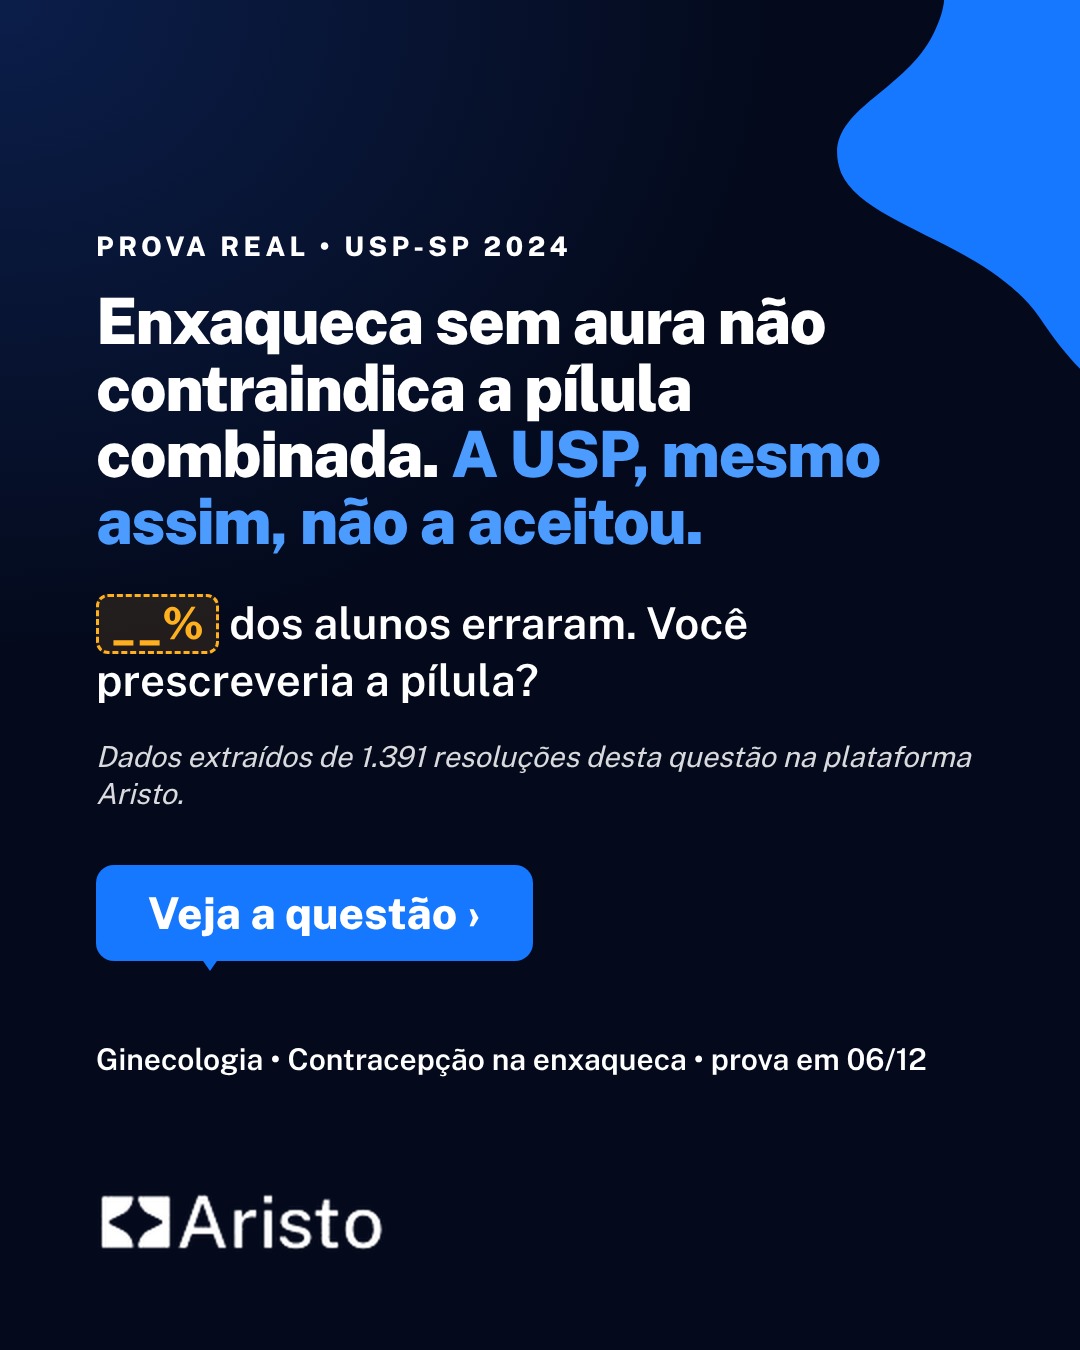 PROVA REAL • USP-SP 2024
Enxaqueca sem aura não
contraindica a pílula
combinada. A USP, mesmo
assim, não a aceitou.
__% dos alunos erraram. Você
prescreveria a pílula?
Dados extraídos de 1.391 resoluções desta questão na plataforma
Aristo.
Veja a questão ›
Ginecologia • Contracepção na enxaqueca • prova em 06/12
Aristo